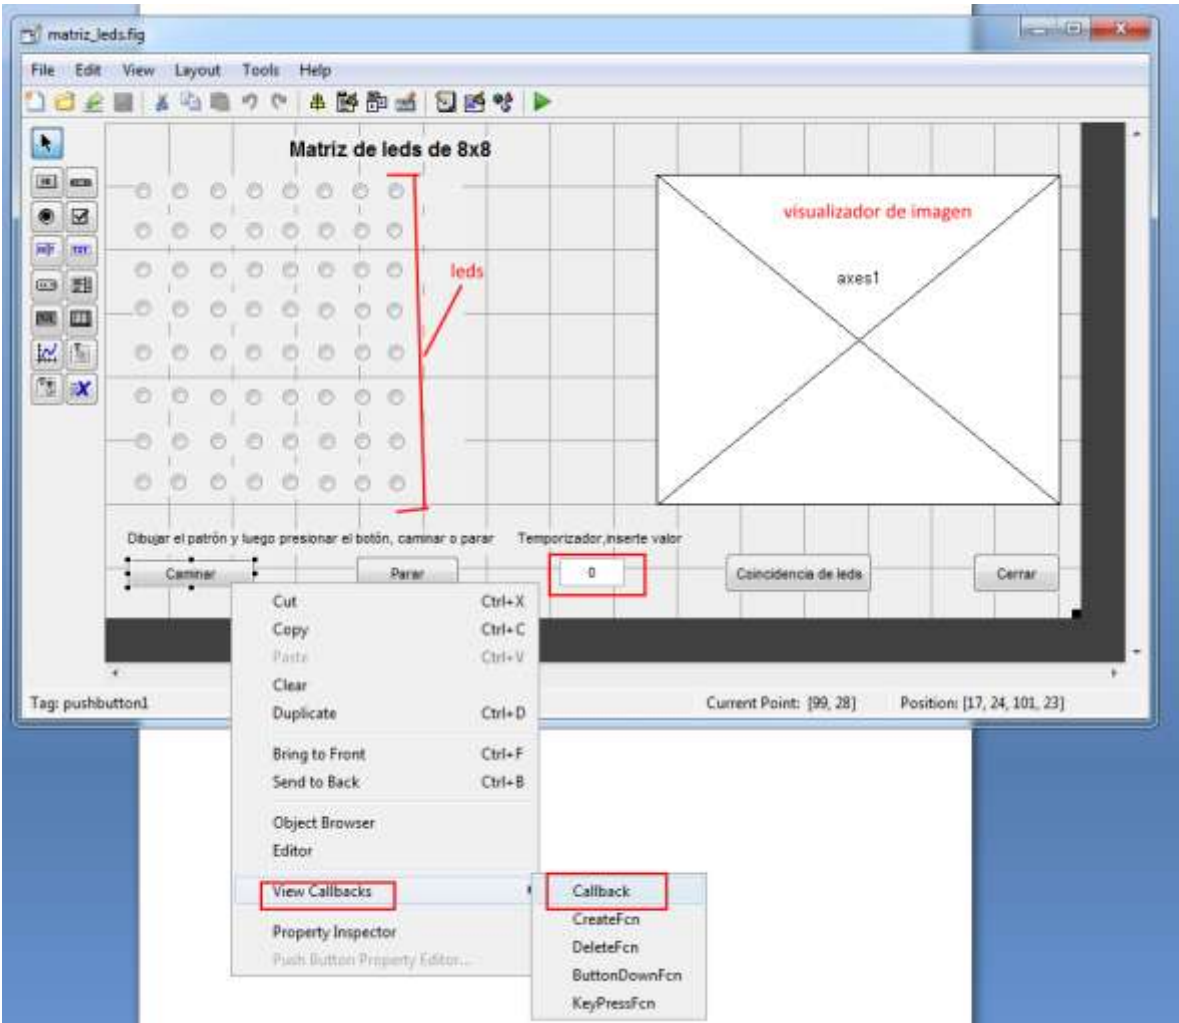 matriz_leds.fig
File Edit View Layout Tools Help
Matriz de leds de 8x8
visualizador de imagen
axes1
leds
Dibujar el patrón y luego presionar el botón, caminar o parar
Temporizador,inserte valor
Caminar
Parar
0
Coincidencia de leds
Cerrar
Cut Ctrl+X
Copy Ctrl+C
Paste Ctrl+V
Clear
Duplicate Ctrl+D
Bring to Front Ctrl+F
Send to Back Ctrl+B
Object Browser
Editor
View Callbacks
Property Inspector
Push Button Property Editor...
Callback
CreateFcn
DeleteFcn
ButtonDownFcn
KeyPressFcn
Tag: pushbutton1
Current Point: [99, 28] Position: [17, 24, 101, 23]